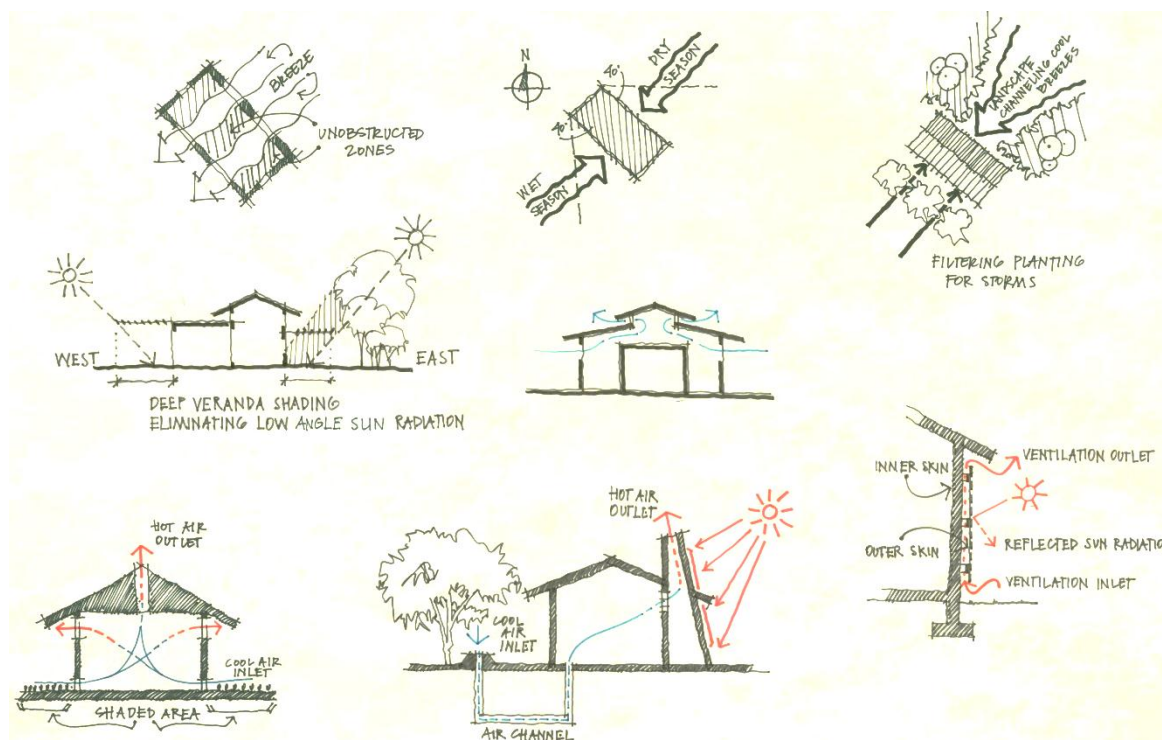 BREEZE
UNOBSTRUCTED
ZONES
N
DRY
SEASON
WET
SEASON
LANDSCAPE
CHANNELING COOL
BREEZES
FILTERING PLANTING
FOR STORMS
WEST
EAST
DEEP VERANDA SHADING
ELIMINATING LOW ANGLE SUN RADIATION
HOT AIR
OUTLET
COOL AIR
INLET
SHADED AREA
HOT AIR
OUTLET
COOL
AIR
INLET
AIR CHANNEL
INNER SKIN
OUTER SKIN
VENTILATION OUTLET
REFLECTED SUN RADIATIO
VENTILATION INLET